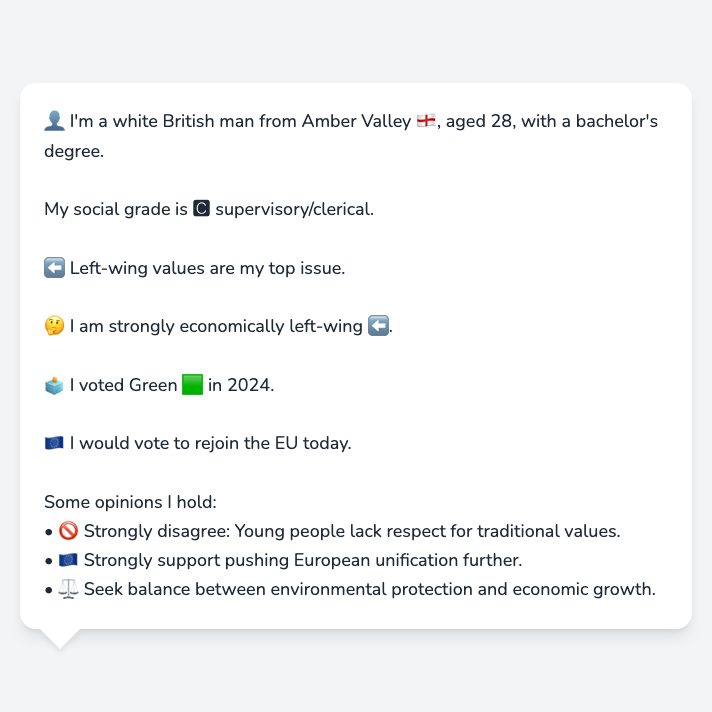 👤 I'm a white British man from Amber Valley 🏴󠁧󠁢󠁥󠁮󠁧󠁿, aged 28, with a bachelor's
degree.
My social grade is 🅲 supervisory/clerical.
⬅️ Left-wing values are my top issue.
🤔 I am strongly economically left-wing ⬅️.
🗳️ I voted Green 🟩 in 2024.
🇪🇺 I would vote to rejoin the EU today.
Some opinions I hold:
• 🚫 Strongly disagree: Young people lack respect for traditional values.
• 🇪🇺 Strongly support pushing European unification further.
• ⚖️ Seek balance between environmental protection and economic growth.